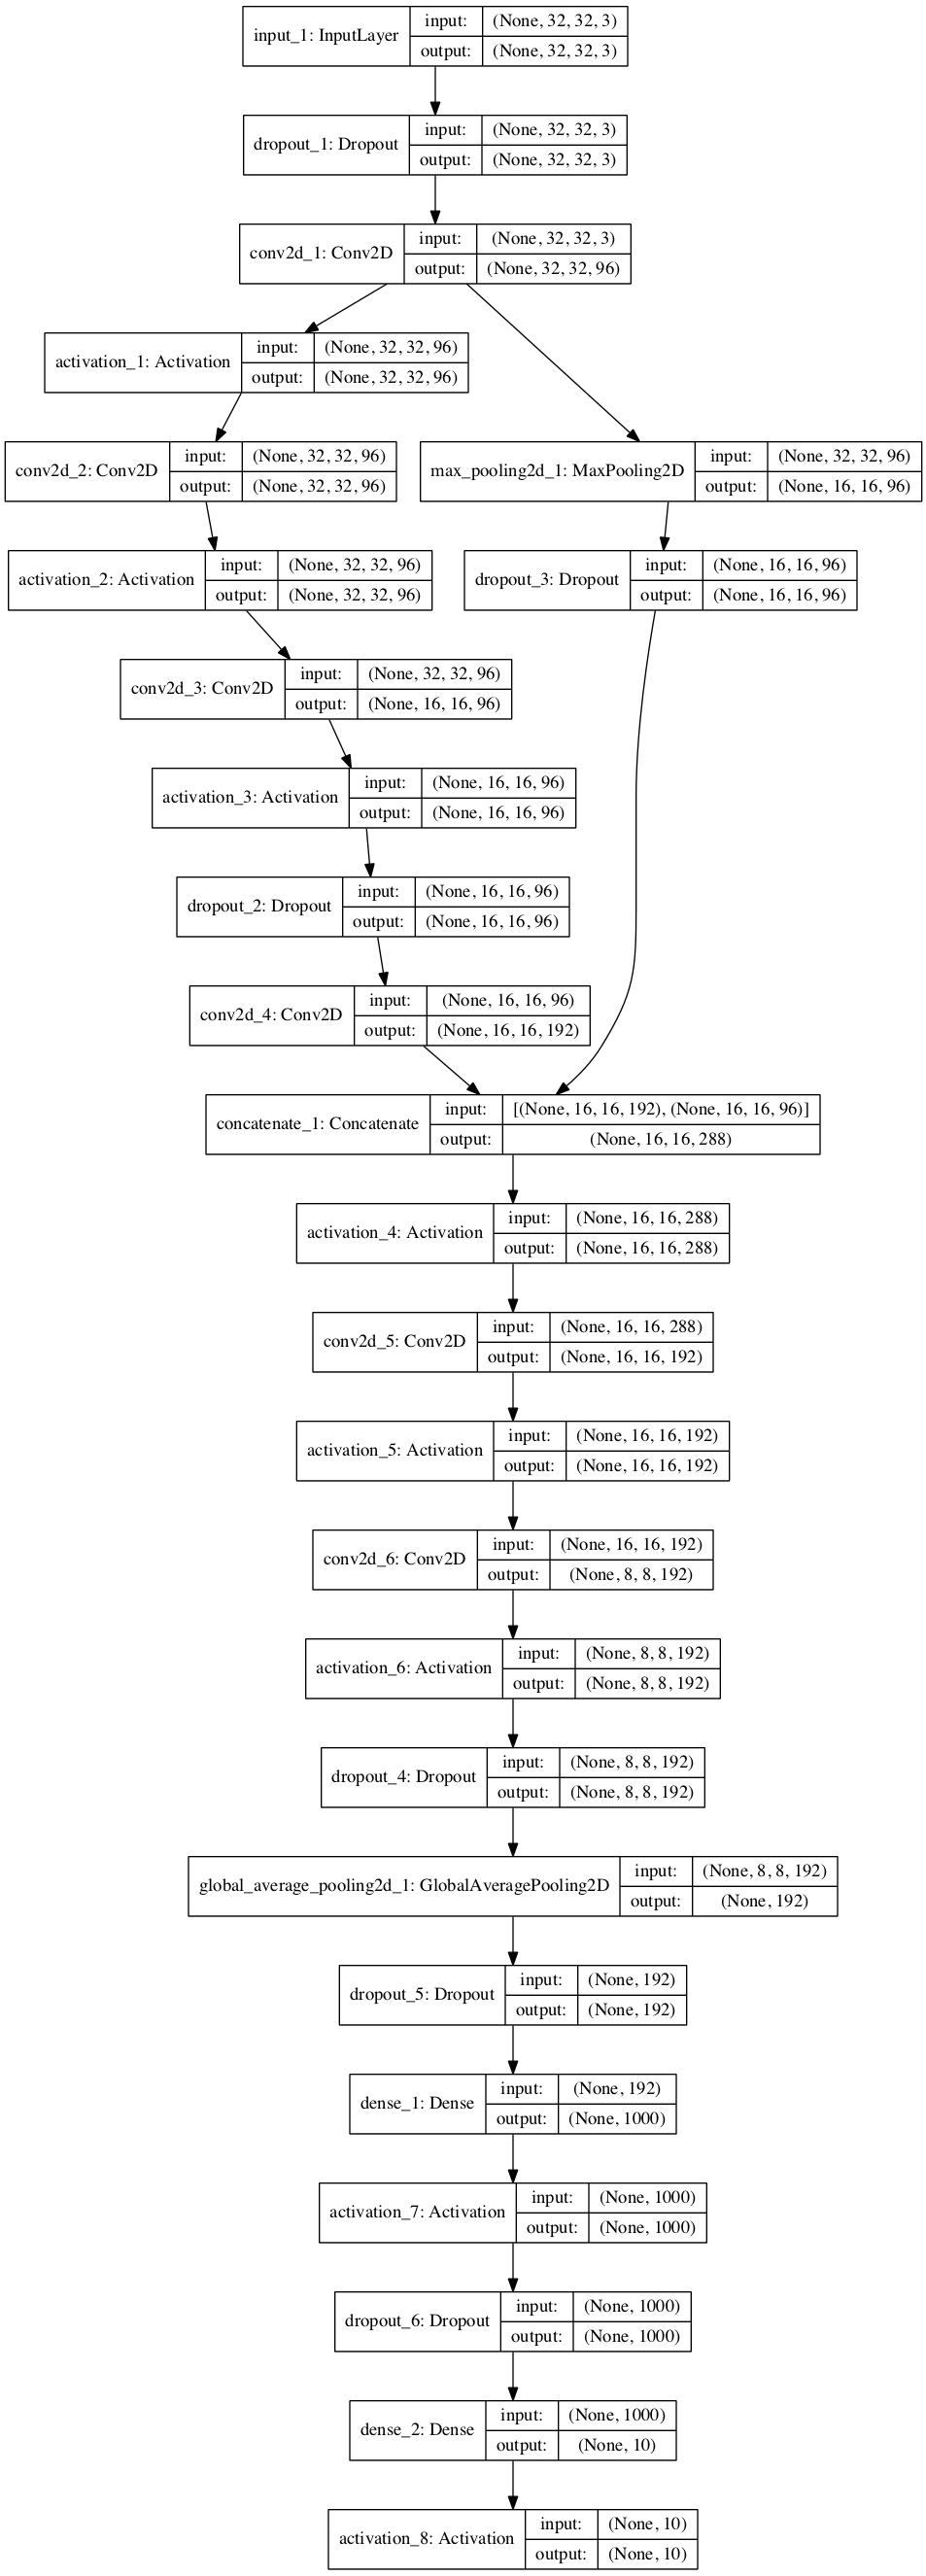 input_1: InputLayer
input:
(None, 32, 32, 3)
output:
(None, 32, 32, 3)
dropout_1: Dropout
input:
(None, 32, 32, 3)
output:
(None, 32, 32, 3)
conv2d_1: Conv2D
input:
(None, 32, 32, 3)
output:
(None, 32, 32, 96)
activation_1: Activation
input:
(None, 32, 32, 96)
output:
(None, 32, 32, 96)
conv2d_2: Conv2D
input:
(None, 32, 32, 96)
output:
(None, 32, 32, 96)
max_pooling2d_1: MaxPooling2D
input:
(None, 32, 32, 96)
output:
(None, 16, 16, 96)
activation_2: Activation
input:
(None, 32, 32, 96)
output:
(None, 32, 32, 96)
dropout_3: Dropout
input:
(None, 16, 16, 96)
output:
(None, 16, 16, 96)
conv2d_3: Conv2D
input:
(None, 32, 32, 96)
output:
(None, 16, 16, 96)
activation_3: Activation
input:
(None, 16, 16, 96)
output:
(None, 16, 16, 96)
dropout_2: Dropout
input:
(None, 16, 16, 96)
output:
(None, 16, 16, 96)
conv2d_4: Conv2D
input:
(None, 16, 16, 96)
output:
(None, 16, 16, 192)
concatenate_1: Concatenate
input:
[(None, 16, 16, 192), (None, 16, 16, 96)]
output:
(None, 16, 16, 288)
activation_4: Activation
input:
(None, 16, 16, 288)
output:
(None, 16, 16, 288)
conv2d_5: Conv2D
input:
(None, 16, 16, 288)
output:
(None, 16, 16, 192)
activation_5: Activation
input:
(None, 16, 16, 192)
output:
(None, 16, 16, 192)
conv2d_6: Conv2D
input:
(None, 16, 16, 192)
output:
(None, 8, 8, 192)
activation_6: Activation
input:
(None, 8, 8, 192)
output:
(None, 8, 8, 192)
dropout_4: Dropout
input:
(None, 8, 8, 192)
output:
(None, 8, 8, 192)
global_average_pooling2d_1: GlobalAveragePooling2D
input:
(None, 8, 8, 192)
output:
(None, 192)
dropout_5: Dropout
input:
(None, 192)
output:
(None, 192)
dense_1: Dense
input:
(None, 192)
output:
(None, 1000)
activation_7: Activation
input:
(None, 1000)
output:
(None, 1000)
dropout_6: Dropout
input:
(None, 1000)
output:
(None, 1000)
dense_2: Dense
input:
(None, 1000)
output:
(None, 10)
activation_8: Activation
input:
(None, 10)
output:
(None, 10)